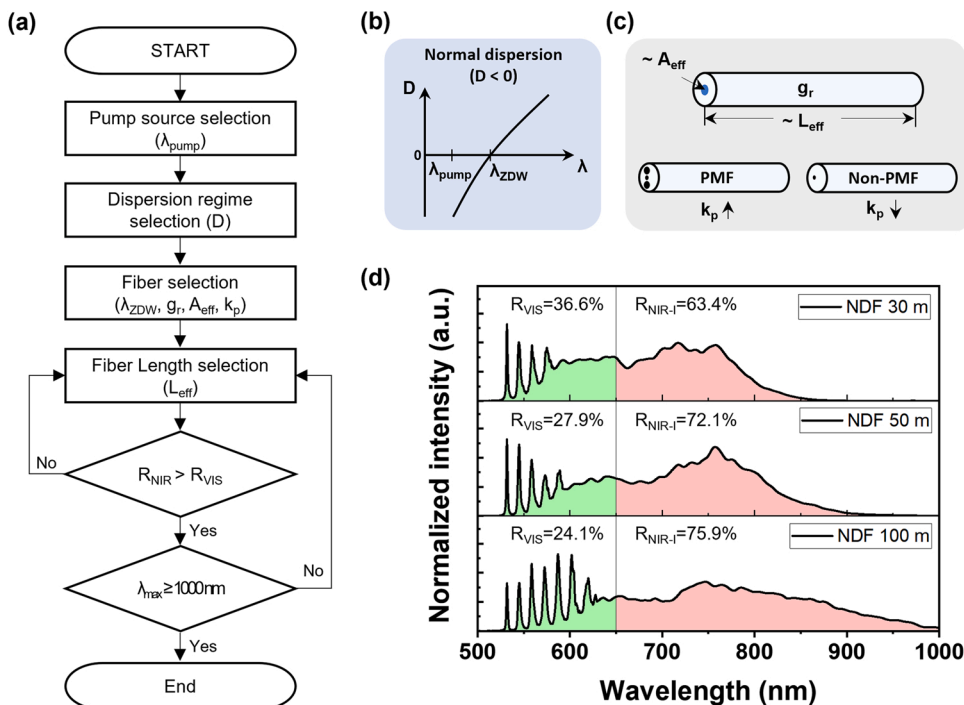 (a)
START
Pump source selection
(λpump)
Dispersion regime
selection (D)
Fiber selection
(λZDW, gr, Aeff, kp)
Fiber Length selection
(Leff)
No
RNIR > RVIS
Yes
No
λmax≥1000nm
Yes
End
(b)
Normal dispersion
(D < 0)
D
0
λpump
λZDW
λ
(c)
~ Aeff
gr
~ Leff
PMF
Non-PMF
kp
kp
(d)
Normalized intensity (a.u.)
RVIS=36.6%
RNIR-I=63.4%
NDF 30 m
RVIS=27.9%
RNIR-I=72.1%
NDF 50 m
RVIS=24.1%
RNIR-I=75.9%
NDF 100 m
500
600
700
800
900
1000
Wavelength (nm)